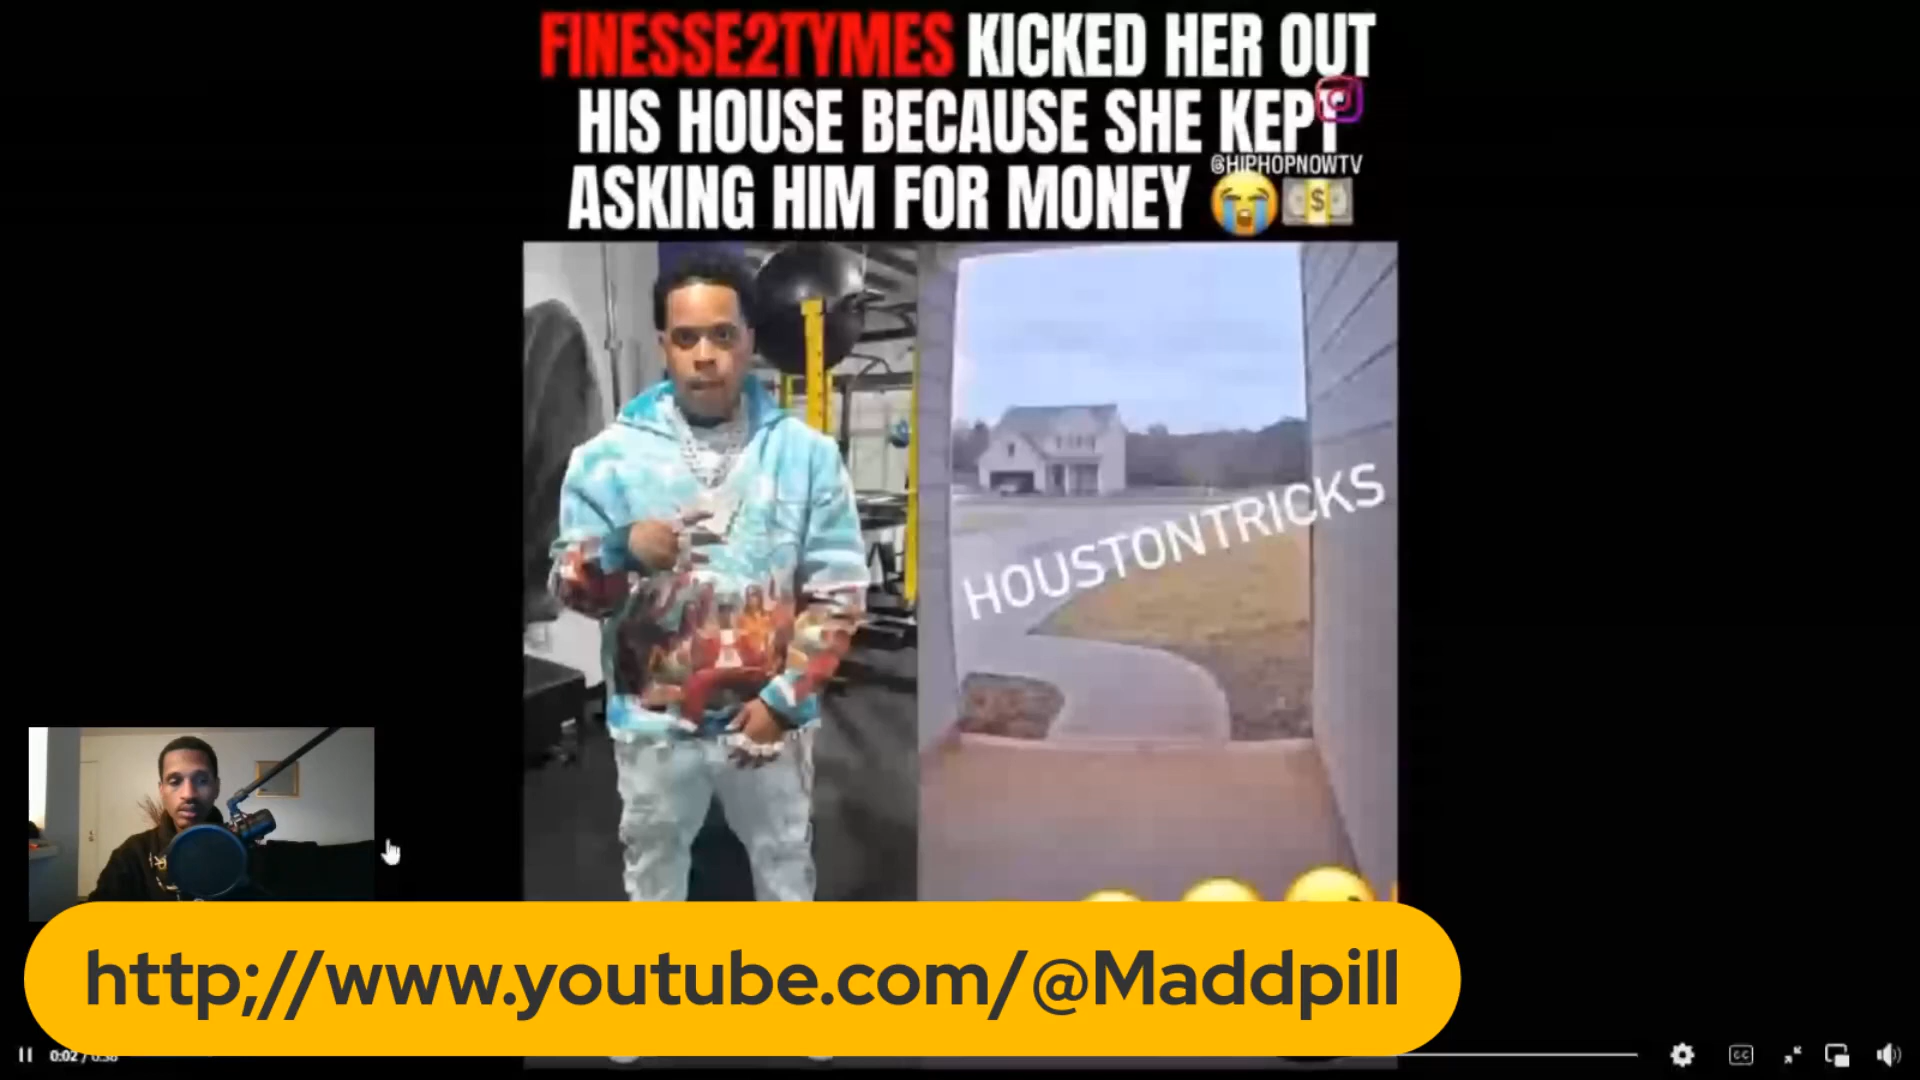 FINESSE2TYMES KICKED HER OUT
HIS HOUSE BECAUSE SHE KEPT
@HIPHOPNOWTV
ASKING HIM FOR MONEY
HOUSTONTRICKS
http;//www.youtube.com/@Maddpill
0:02 /
CC